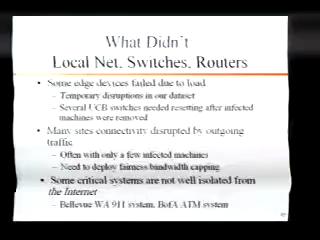 What Didn't
Local Net. Switches. Routers
• Some edge devices failed due to load
– Temporary disruptions in our dataset
– Several UCB switches needed resetting after infected
machines were removed
• Many sites connectivity disrupted by outgoing
traffic
– Often with only a few infected machines
– Need to deploy fairness/bandwidth capping
• Some critical systems are not well isolated from
the Internet
– Bellevue WA 911 system, BofA ATM system